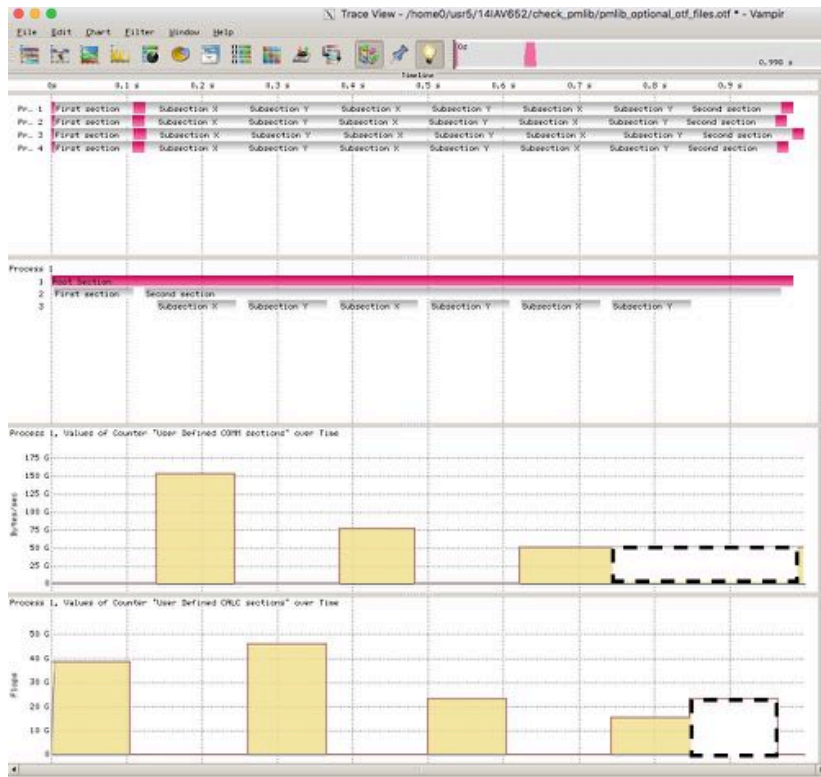 Trace View - /home0/usr5/14IAV652/check_pmlib/pmlib_optional_otf_files.otf * - Vampir
File Edit Chart Filter Window Help
0s
0.998 s
Timeline
0s 0.1 s 0.2 s 0.3 s 0.4 s 0.5 s 0.6 s 0.7 s 0.8 s 0.9 s
Pr… 1 First section Subsection X Subsection Y Subsection X Subsection Y Subsection X Subsection Y Second section
Pr… 2 First section Subsection X Subsection Y Subsection X Subsection Y Subsection X Subsection Y Second section
Pr… 3 First section Subsection X Subsection Y Subsection X Subsection Y Subsection X Subsection Y Second section
Pr… 4 First section Subsection X Subsection Y Subsection X Subsection Y Subsection X Subsection Y Second section
Process 1
1 Root Section
2 First section Second section
3 Subsection X Subsection Y Subsection X Subsection Y Subsection X Subsection Y
Process 1, Values of Counter "User Defined COMM sections" over Time
175 G
150 G
125 G
100 G
75 G
50 G
25 G
0
Bytes/sec
Process 1, Values of Counter "User Defined CALC sections" over Time
50 G
40 G
30 G
20 G
10 G
0
Flops